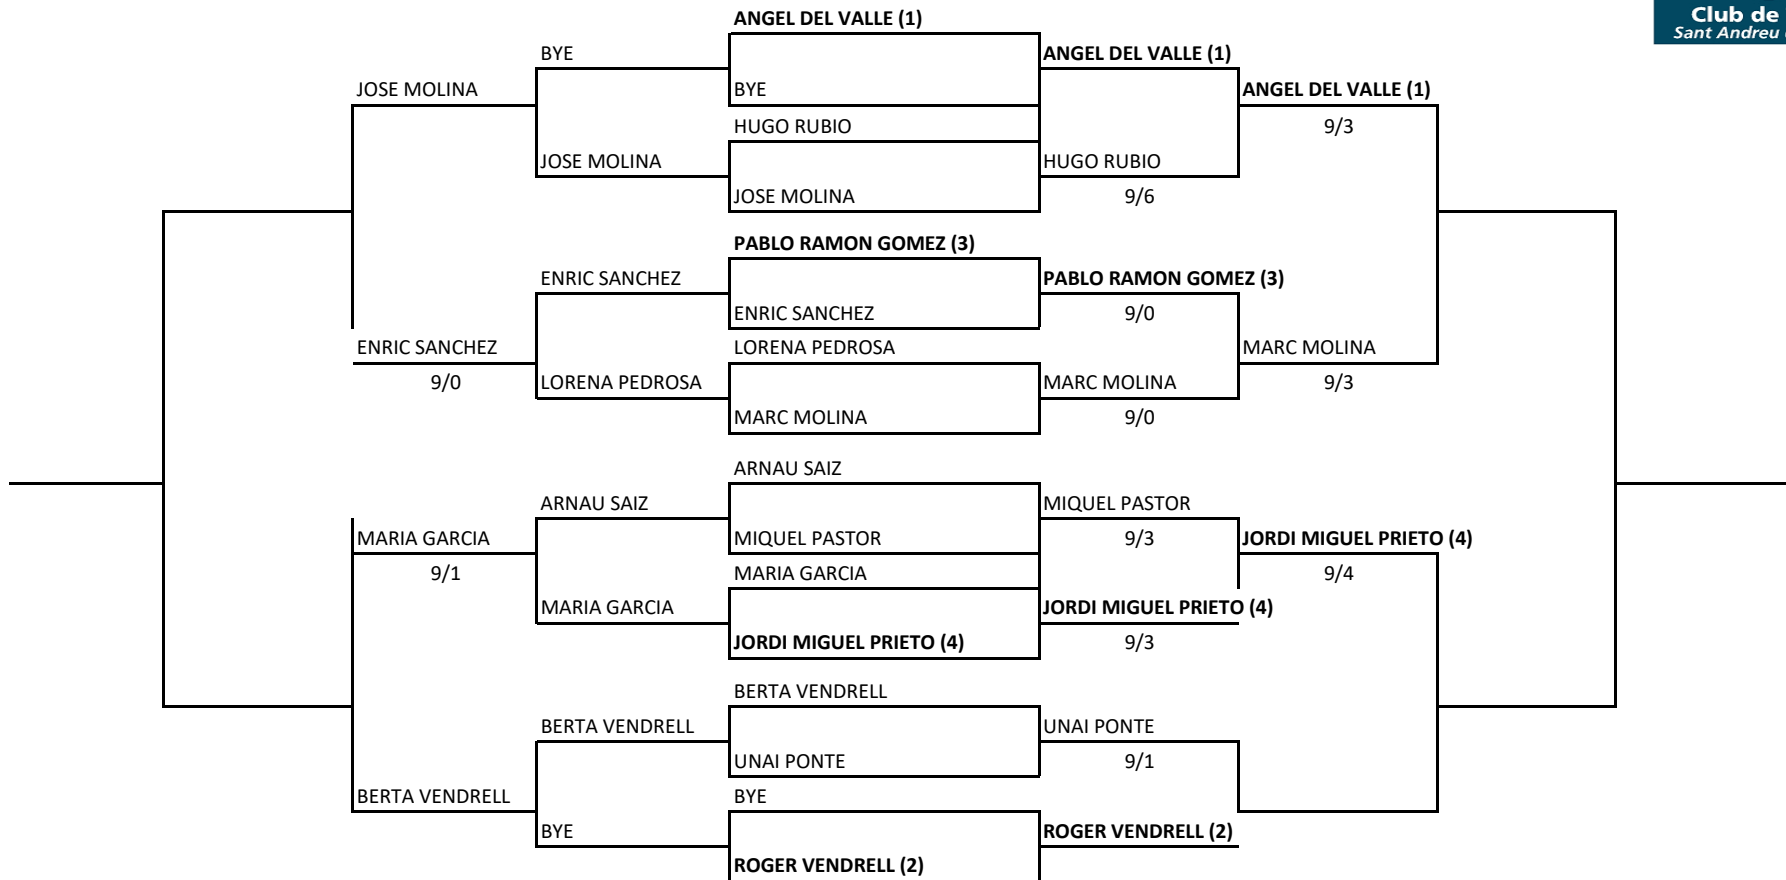 Club de
Sant Andreu
ANGEL DEL VALLE (1)
BYE
ANGEL DEL VALLE (1)
JOSE MOLINA
BYE
ANGEL DEL VALLE (1)
HUGO RUBIO
9/3
JOSE MOLINA
HUGO RUBIO
JOSE MOLINA
9/6
PABLO RAMON GOMEZ (3)
ENRIC SANCHEZ
PABLO RAMON GOMEZ (3)
ENRIC SANCHEZ
9/0
ENRIC SANCHEZ
LORENA PEDROSA
MARC MOLINA
9/0
LORENA PEDROSA
MARC MOLINA
9/3
MARC MOLINA
9/0
ARNAU SAIZ
ARNAU SAIZ
MIQUEL PASTOR
MARIA GARCIA
MIQUEL PASTOR
9/3
JORDI MIGUEL PRIETO (4)
9/1
MARIA GARCIA
9/4
MARIA GARCIA
JORDI MIGUEL PRIETO (4)
JORDI MIGUEL PRIETO (4)
9/3
BERTA VENDRELL
BERTA VENDRELL
UNAI PONTE
UNAI PONTE
9/1
BERTA VENDRELL
BYE
BYE
ROGER VENDRELL (2)
ROGER VENDRELL (2)